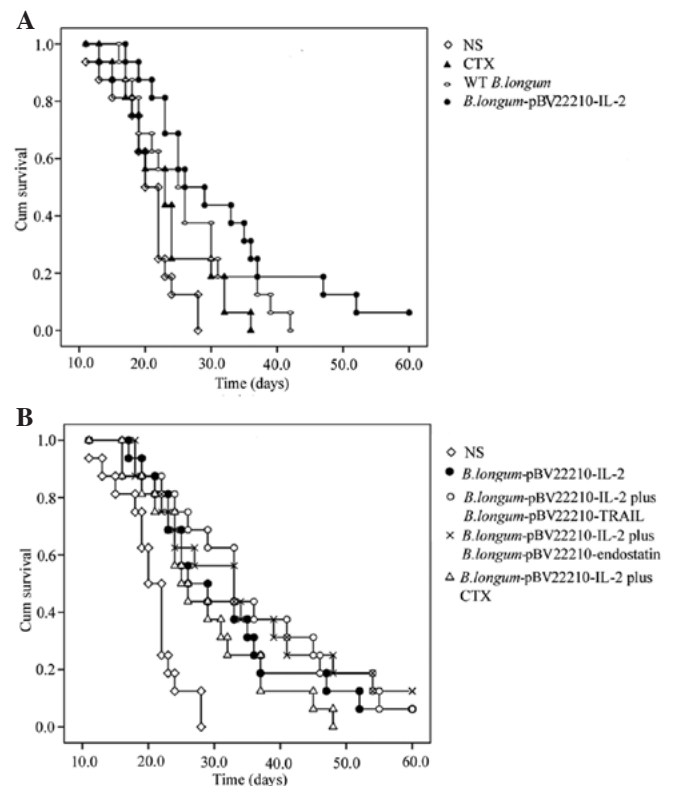 A
1.0
0.8
0.6
0.4
0.2
0.0
Cum survival
10.0 20.0 30.0 40.0 50.0 60.0
Time (days)
NS
CTX
WT B.longum
B.longum-pBV22210-IL-2
B
1.0
0.8
0.6
0.4
0.2
0.0
Cum survival
10.0 20.0 30.0 40.0 50.0 60.0
Time (days)
NS
B.longum-pBV22210-IL-2
B.longum-pBV22210-IL-2 plus
B.longum-pBV22210-TRAIL
B.longum-pBV22210-IL-2 plus
B.longum-pBV22210-endostatin
B.longum-pBV22210-IL-2 plus
CTX